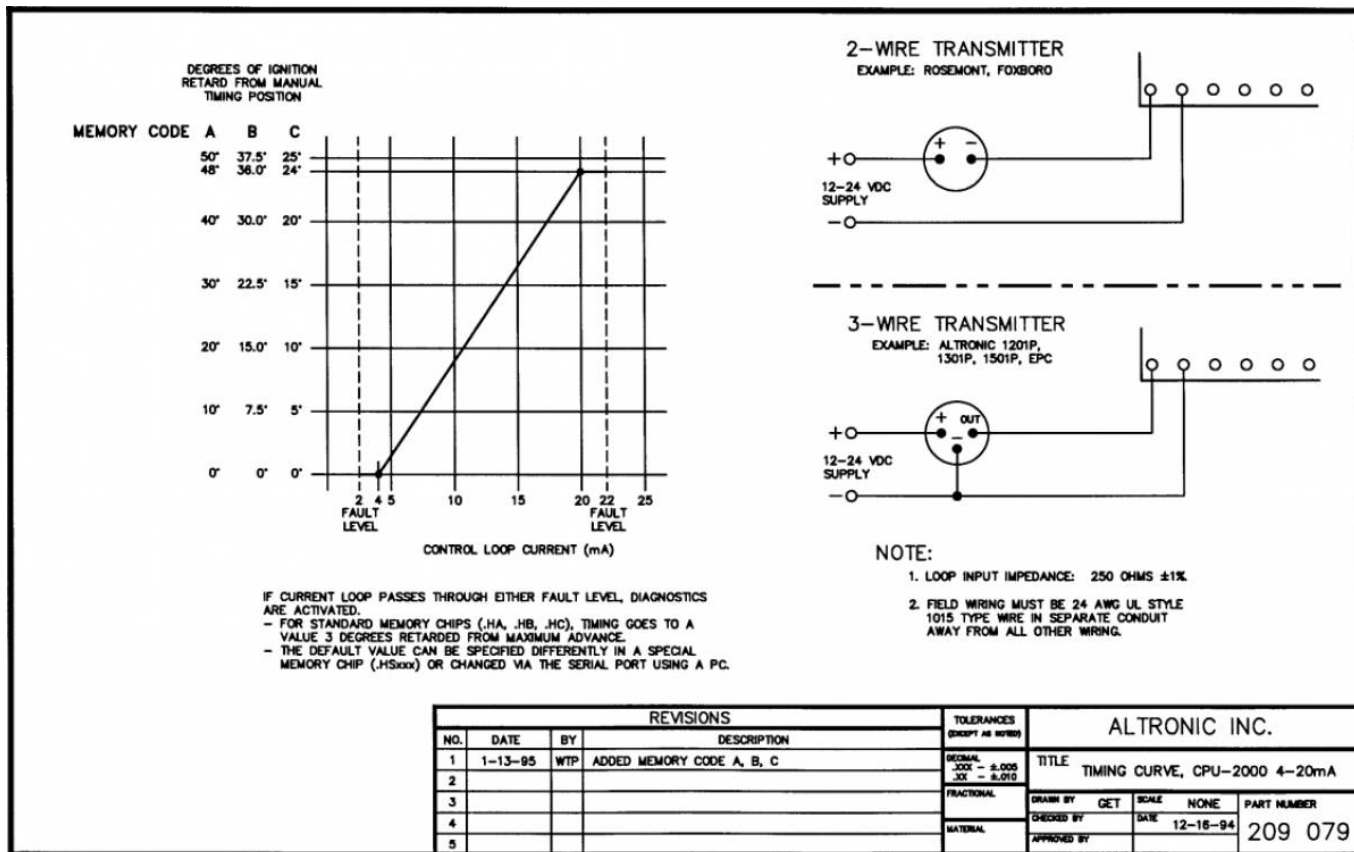 DEGREES OF IGNITION
RETARD FROM MANUAL
TIMING POSITION
MEMORY CODE A B C
50° 37.5° 25°
48° 36.0° 24°
40° 30.0° 20°
30° 22.5° 15°
20° 15.0° 10°
10° 7.5° 5°
0° 0° 0°
2 4 5 10 15 20 22 25
FAULT LEVEL
FAULT LEVEL
CONTROL LOOP CURRENT (mA)
IF CURRENT LOOP PASSES THROUGH EITHER FAULT LEVEL, DIAGNOSTICS
ARE ACTIVATED.
– FOR STANDARD MEMORY CHIPS (.HA, .HB, .HC), TIMING GOES TO A
VALUE 3 DEGREES RETARDED FROM MAXIMUM ADVANCE.
– THE DEFAULT VALUE CAN BE SPECIFIED DIFFERENTLY IN A SPECIAL
MEMORY CHIP (.HSxxx) OR CHANGED VIA THE SERIAL PORT USING A PC.
2-WIRE TRANSMITTER
EXAMPLE: ROSEMONT, FOXBORO
+ –
+
12-24 VDC
SUPPLY
–
3-WIRE TRANSMITTER
EXAMPLE: ALTRONIC 1201P,
1301P, 1501P, EPC
+ OUT
–
+
12-24 VDC
SUPPLY
–
NOTE:
1. LOOP INPUT IMPEDANCE: 250 OHMS ±1%
2. FIELD WIRING MUST BE 24 AWG UL STYLE
1015 TYPE WIRE IN SEPARATE CONDUIT
AWAY FROM ALL OTHER WIRING.
REVISIONS
NO. DATE BY DESCRIPTION
1 1-13-95 WTP ADDED MEMORY CODE A, B, C
2
3
4
5
TOLERANCES
(EXCEPT AS NOTED)
DECIMAL
.XXX - ±.005
.XX - ±.010
FRACTIONAL
MATERIAL
ALTRONIC INC.
TITLE TIMING CURVE, CPU-2000 4-20mA
DRAWN BY GET SCALE NONE PART NUMBER
CHECKED BY DATE 12-16-94 209 079
APPROVED BY